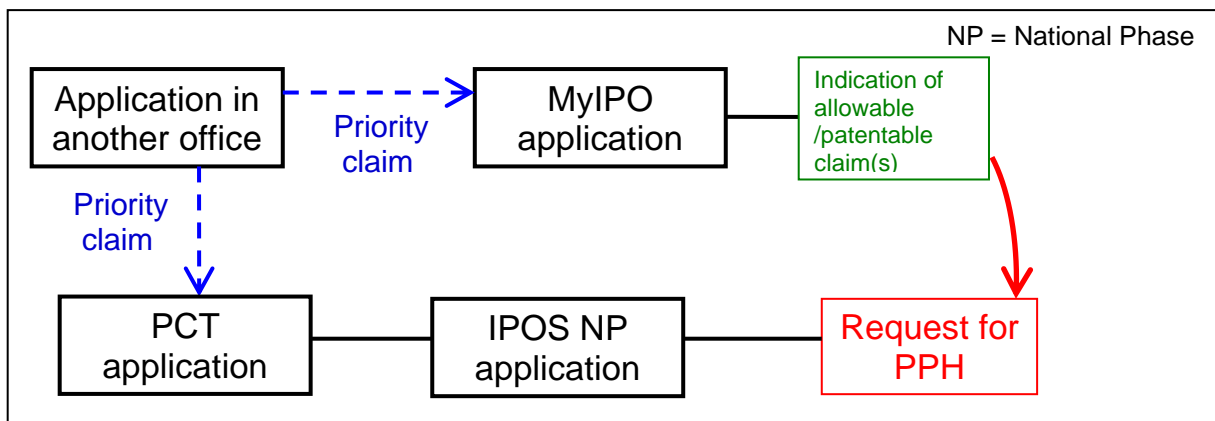 NP = National Phase
Application in
another office
Priority
claim
MyIPO
application
Indication of
allowable
/patentable
claim(s)
Priority
claim
PCT
application
IPOS NP
application
Request for
PPH